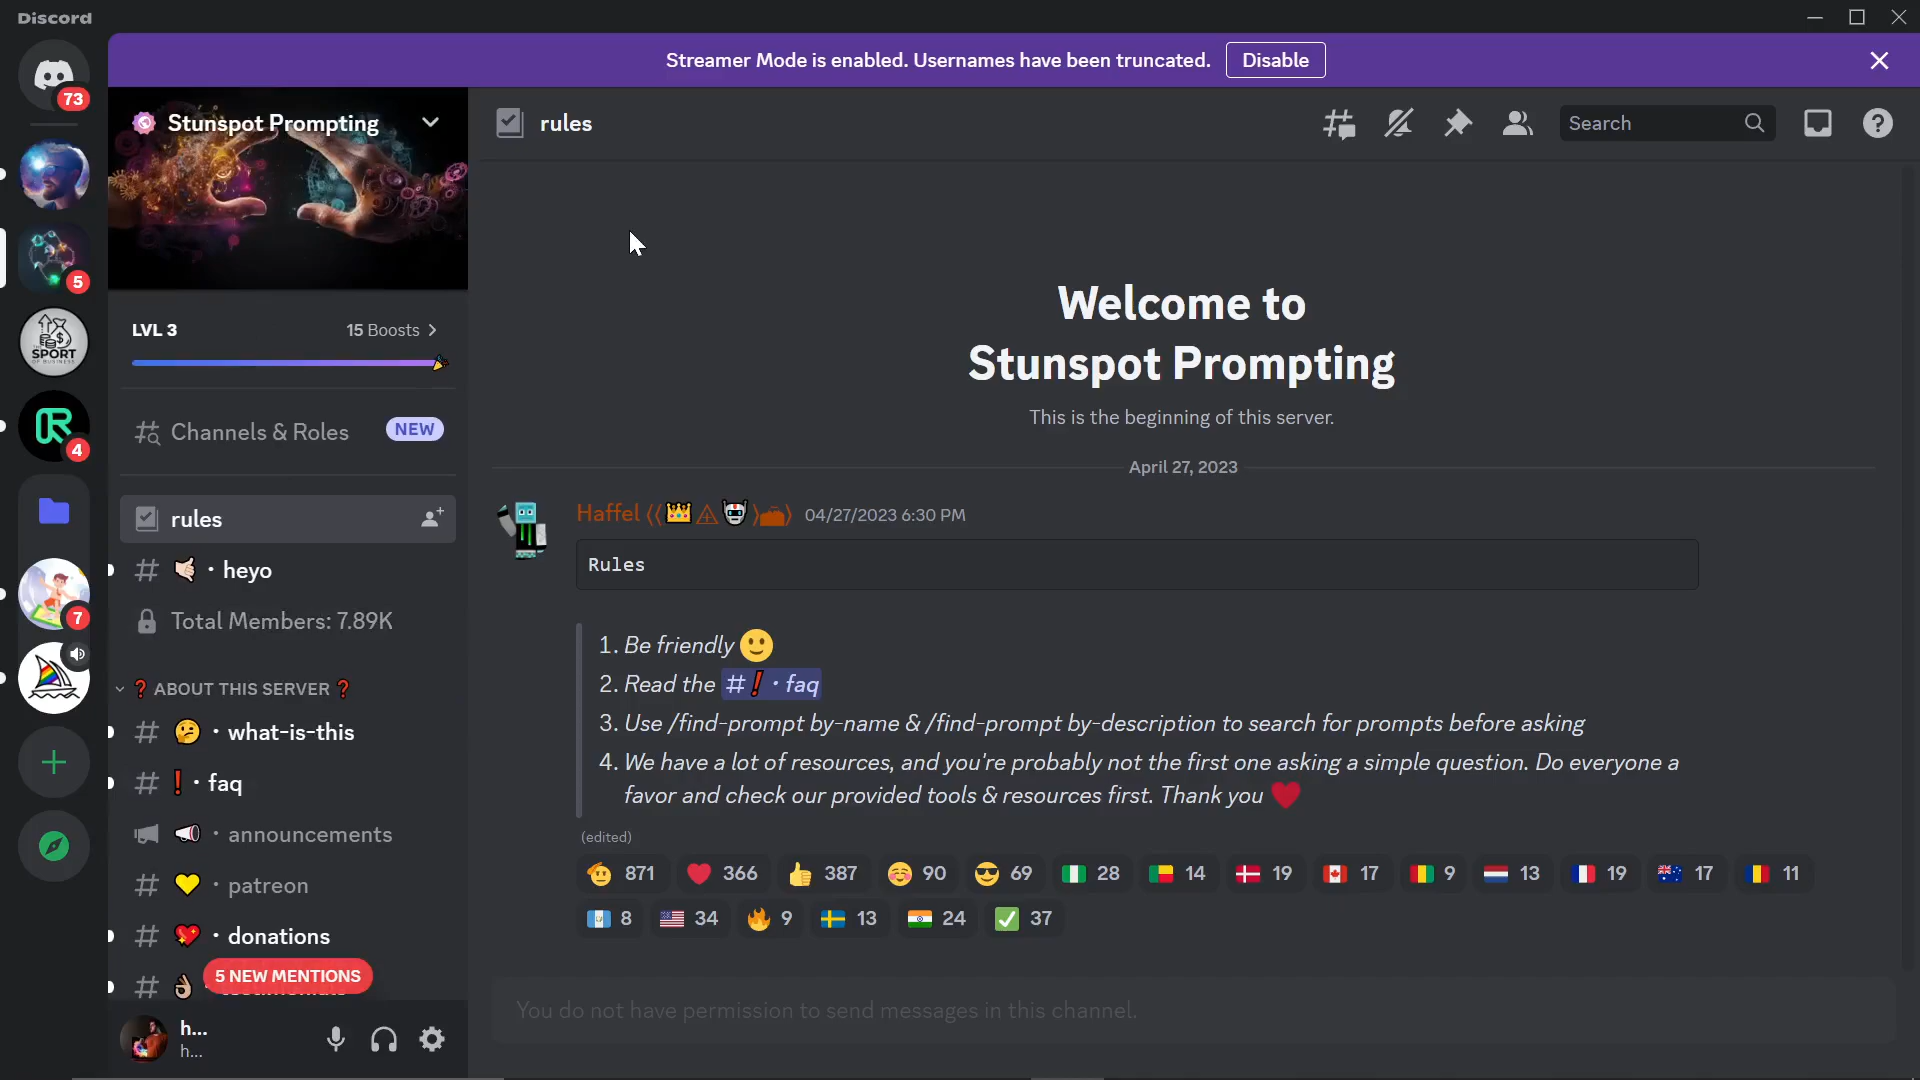 Discord
Streamer Mode is enabled. Usernames have been truncated. Disable
73
Stunspot Prompting
rules
Search
5
SPORT
4
7
LVL 3 15 Boosts
Channels & Roles NEW
rules
🤙🏻・heyo
Total Members: 7.89K
❓ ABOUT THIS SERVER ❓
🤔・what-is-this
❗・faq
📢・announcements
💛・patreon
💖・donations
5 NEW MENTIONS
h...
h...
Welcome to
Stunspot Prompting
This is the beginning of this server.
April 27, 2023
Haffel ⟨⟨👑⚠🤖⟩💼⟩ 04/27/2023 6:30 PM
Rules
1. Be friendly 🙂
2. Read the #❗・faq
3. Use /find-prompt by-name & /find-prompt by-description to search for prompts before asking
4. We have a lot of resources, and you're probably not the first one asking a simple question. Do everyone a
favor and check our provided tools & resources first. Thank you ❤️
(edited)
871 366 387 90 69 28 14 19 17 9 13 19 17 11
8 34 9 13 24 37
You do not have permission to send messages in this channel.